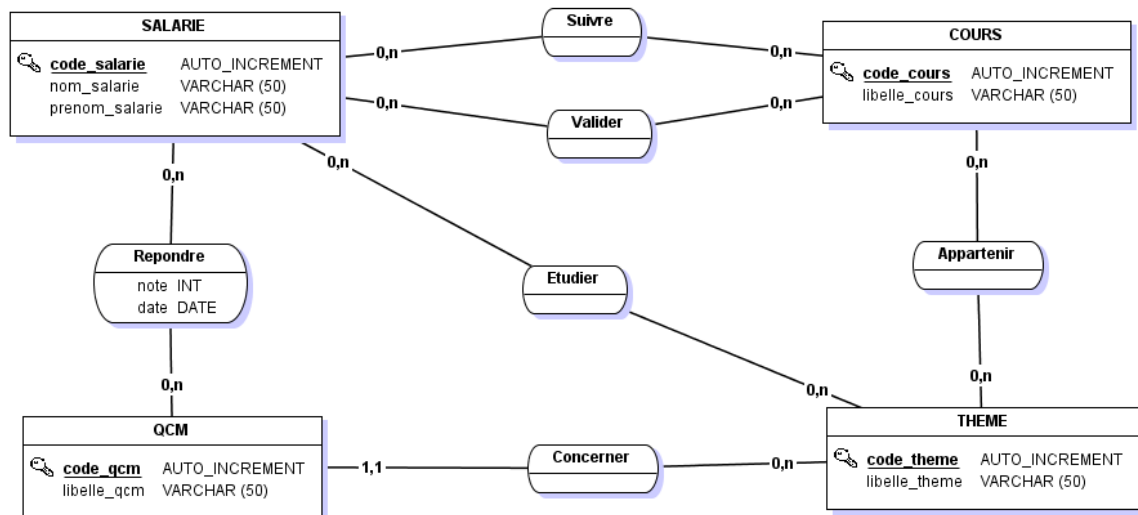 SALARIE
code_salarie AUTO_INCREMENT
nom_salarie VARCHAR (50)
prenom_salarie VARCHAR (50)
Suivre
COURS
code_cours AUTO_INCREMENT
libelle_cours VARCHAR (50)
0,n
0,n
Valider
0,n
0,n
0,n
0,n
0,n
Repondre
note INT
date DATE
Etudier
Appartenir
0,n
0,n
0,n
QCM
code_qcm AUTO_INCREMENT
libelle_qcm VARCHAR (50)
1,1
Concerner
0,n
THEME
code_theme AUTO_INCREMENT
libelle_theme VARCHAR (50)